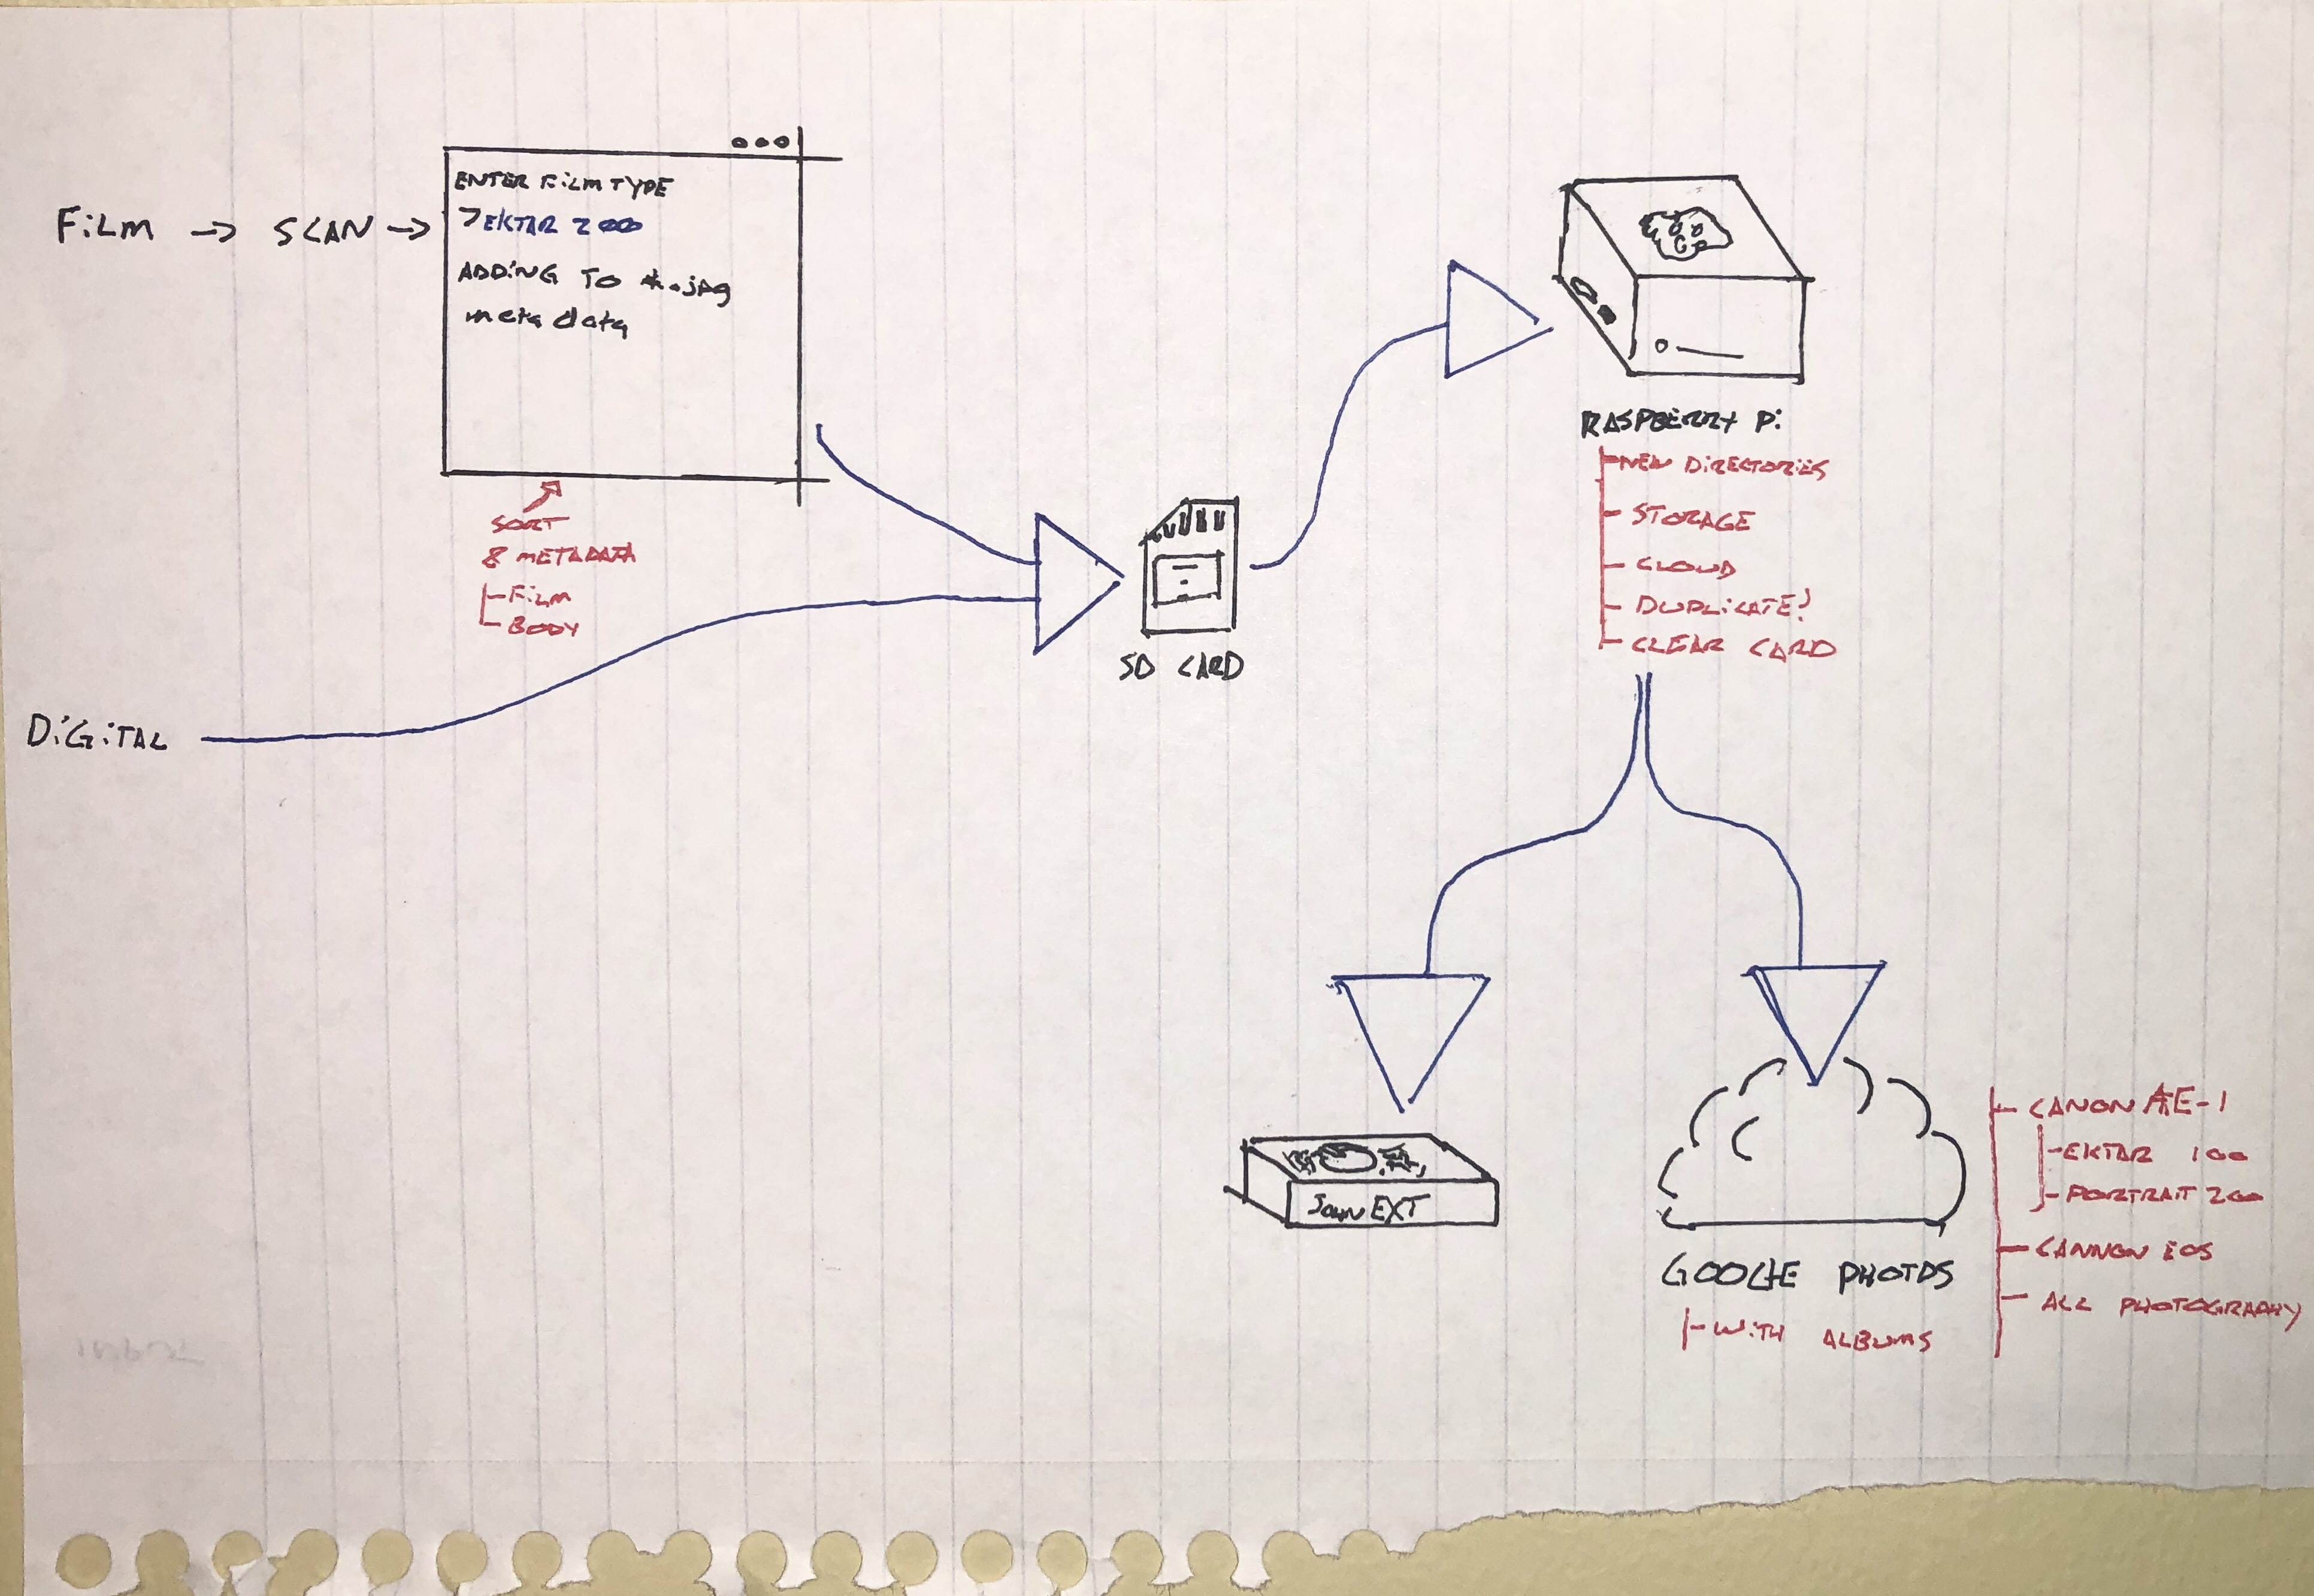 FiLM → SCAN →
ENTER FiLM TYPE
>EKTAR 200
ADDING TO *.jpg
meta data
SORT
& METADATA
FiLM
BODY
DiGiTAL
SD CARD
RASPBERRY Pi
NEW DiRECTORiES
STORAGE
CLOUD
DUPLiCATE?
CLEAR CARD
John EXT
GOOGLE PHOTOS
WiTH ALBUMS
CANON AE-1
EKTAR 100
PORTRAIT 200
CANNON EOS
ALL PHOTOGRAPHY